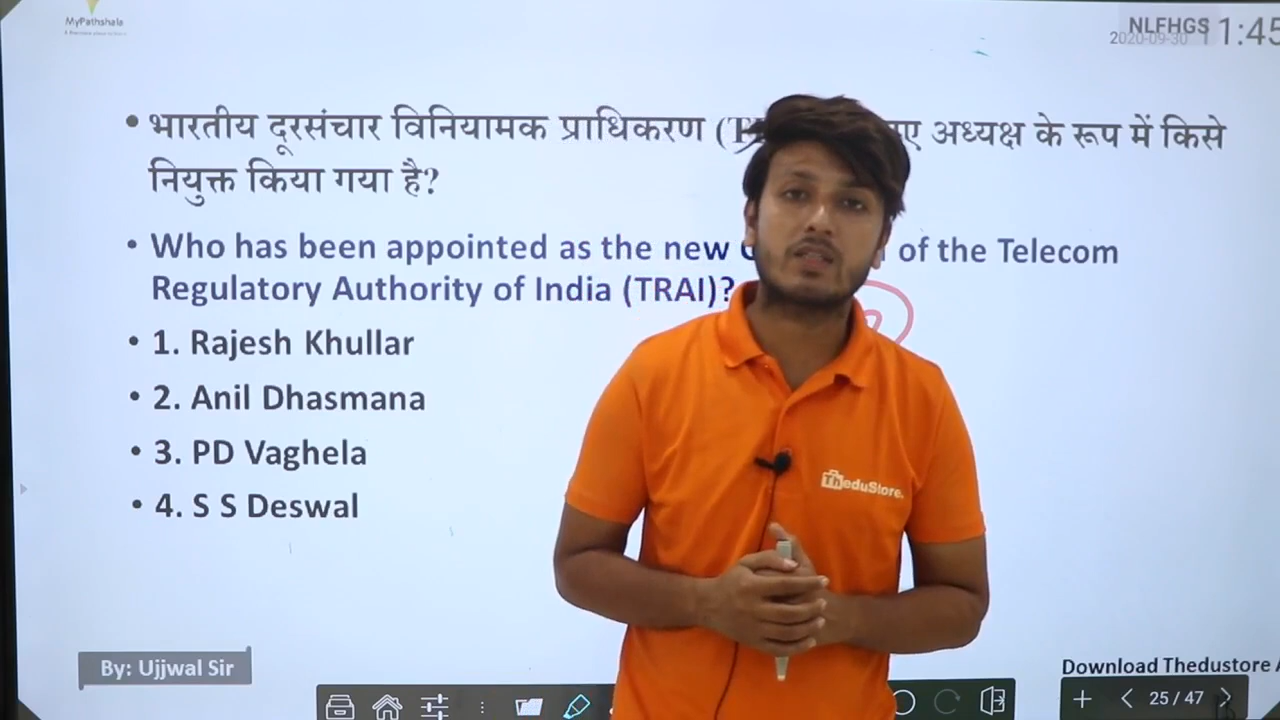 MyPathshala
NLFHGS
2020-09-30 11:45
• भारतीय दूरसंचार विनियामक प्राधिकरण (T अध्यक्ष के रूप में किसे
नियुक्त किया गया है?
• Who has been appointed as the new of the Telecom
Regulatory Authority of India (TRAI)?
• 1. Rajesh Khullar
• 2. Anil Dhasmana
• 3. PD Vaghela
• 4. S S Deswal
TheduStore.
By: Ujjwal Sir
Download Thedustore
25 / 47